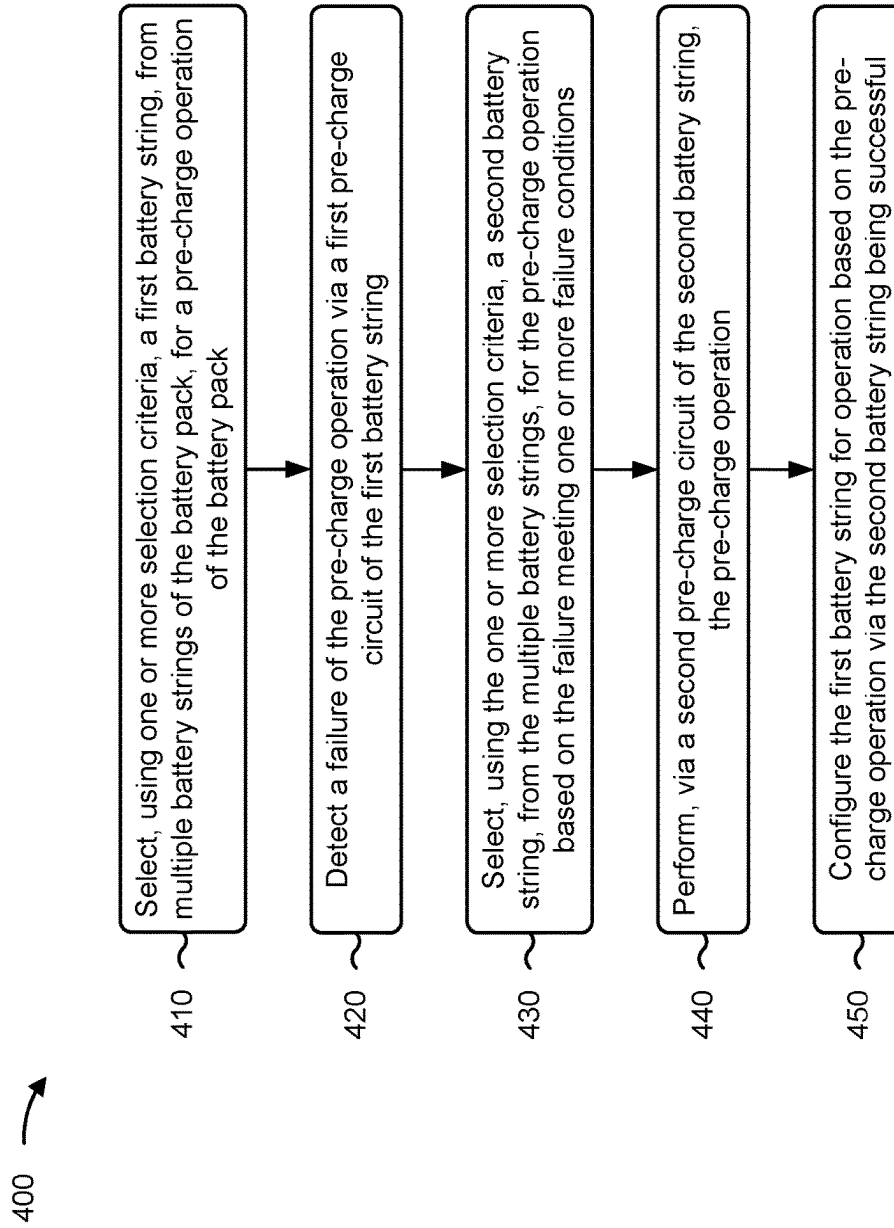 400
410
Select, using one or more selection criteria, a first battery string, from
multiple battery strings of the battery pack, for a pre-charge operation
of the battery pack
420
Detect a failure of the pre-charge operation via a first pre-charge
circuit of the first battery string
430
Select, using the one or more selection criteria, a second battery
string, from the multiple battery strings, for the pre-charge operation
based on the failure meeting one or more failure conditions
440
Perform, via a second pre-charge circuit of the second battery string,
the pre-charge operation
450
Configure the first battery string for operation based on the pre-
charge operation via the second battery string being successful